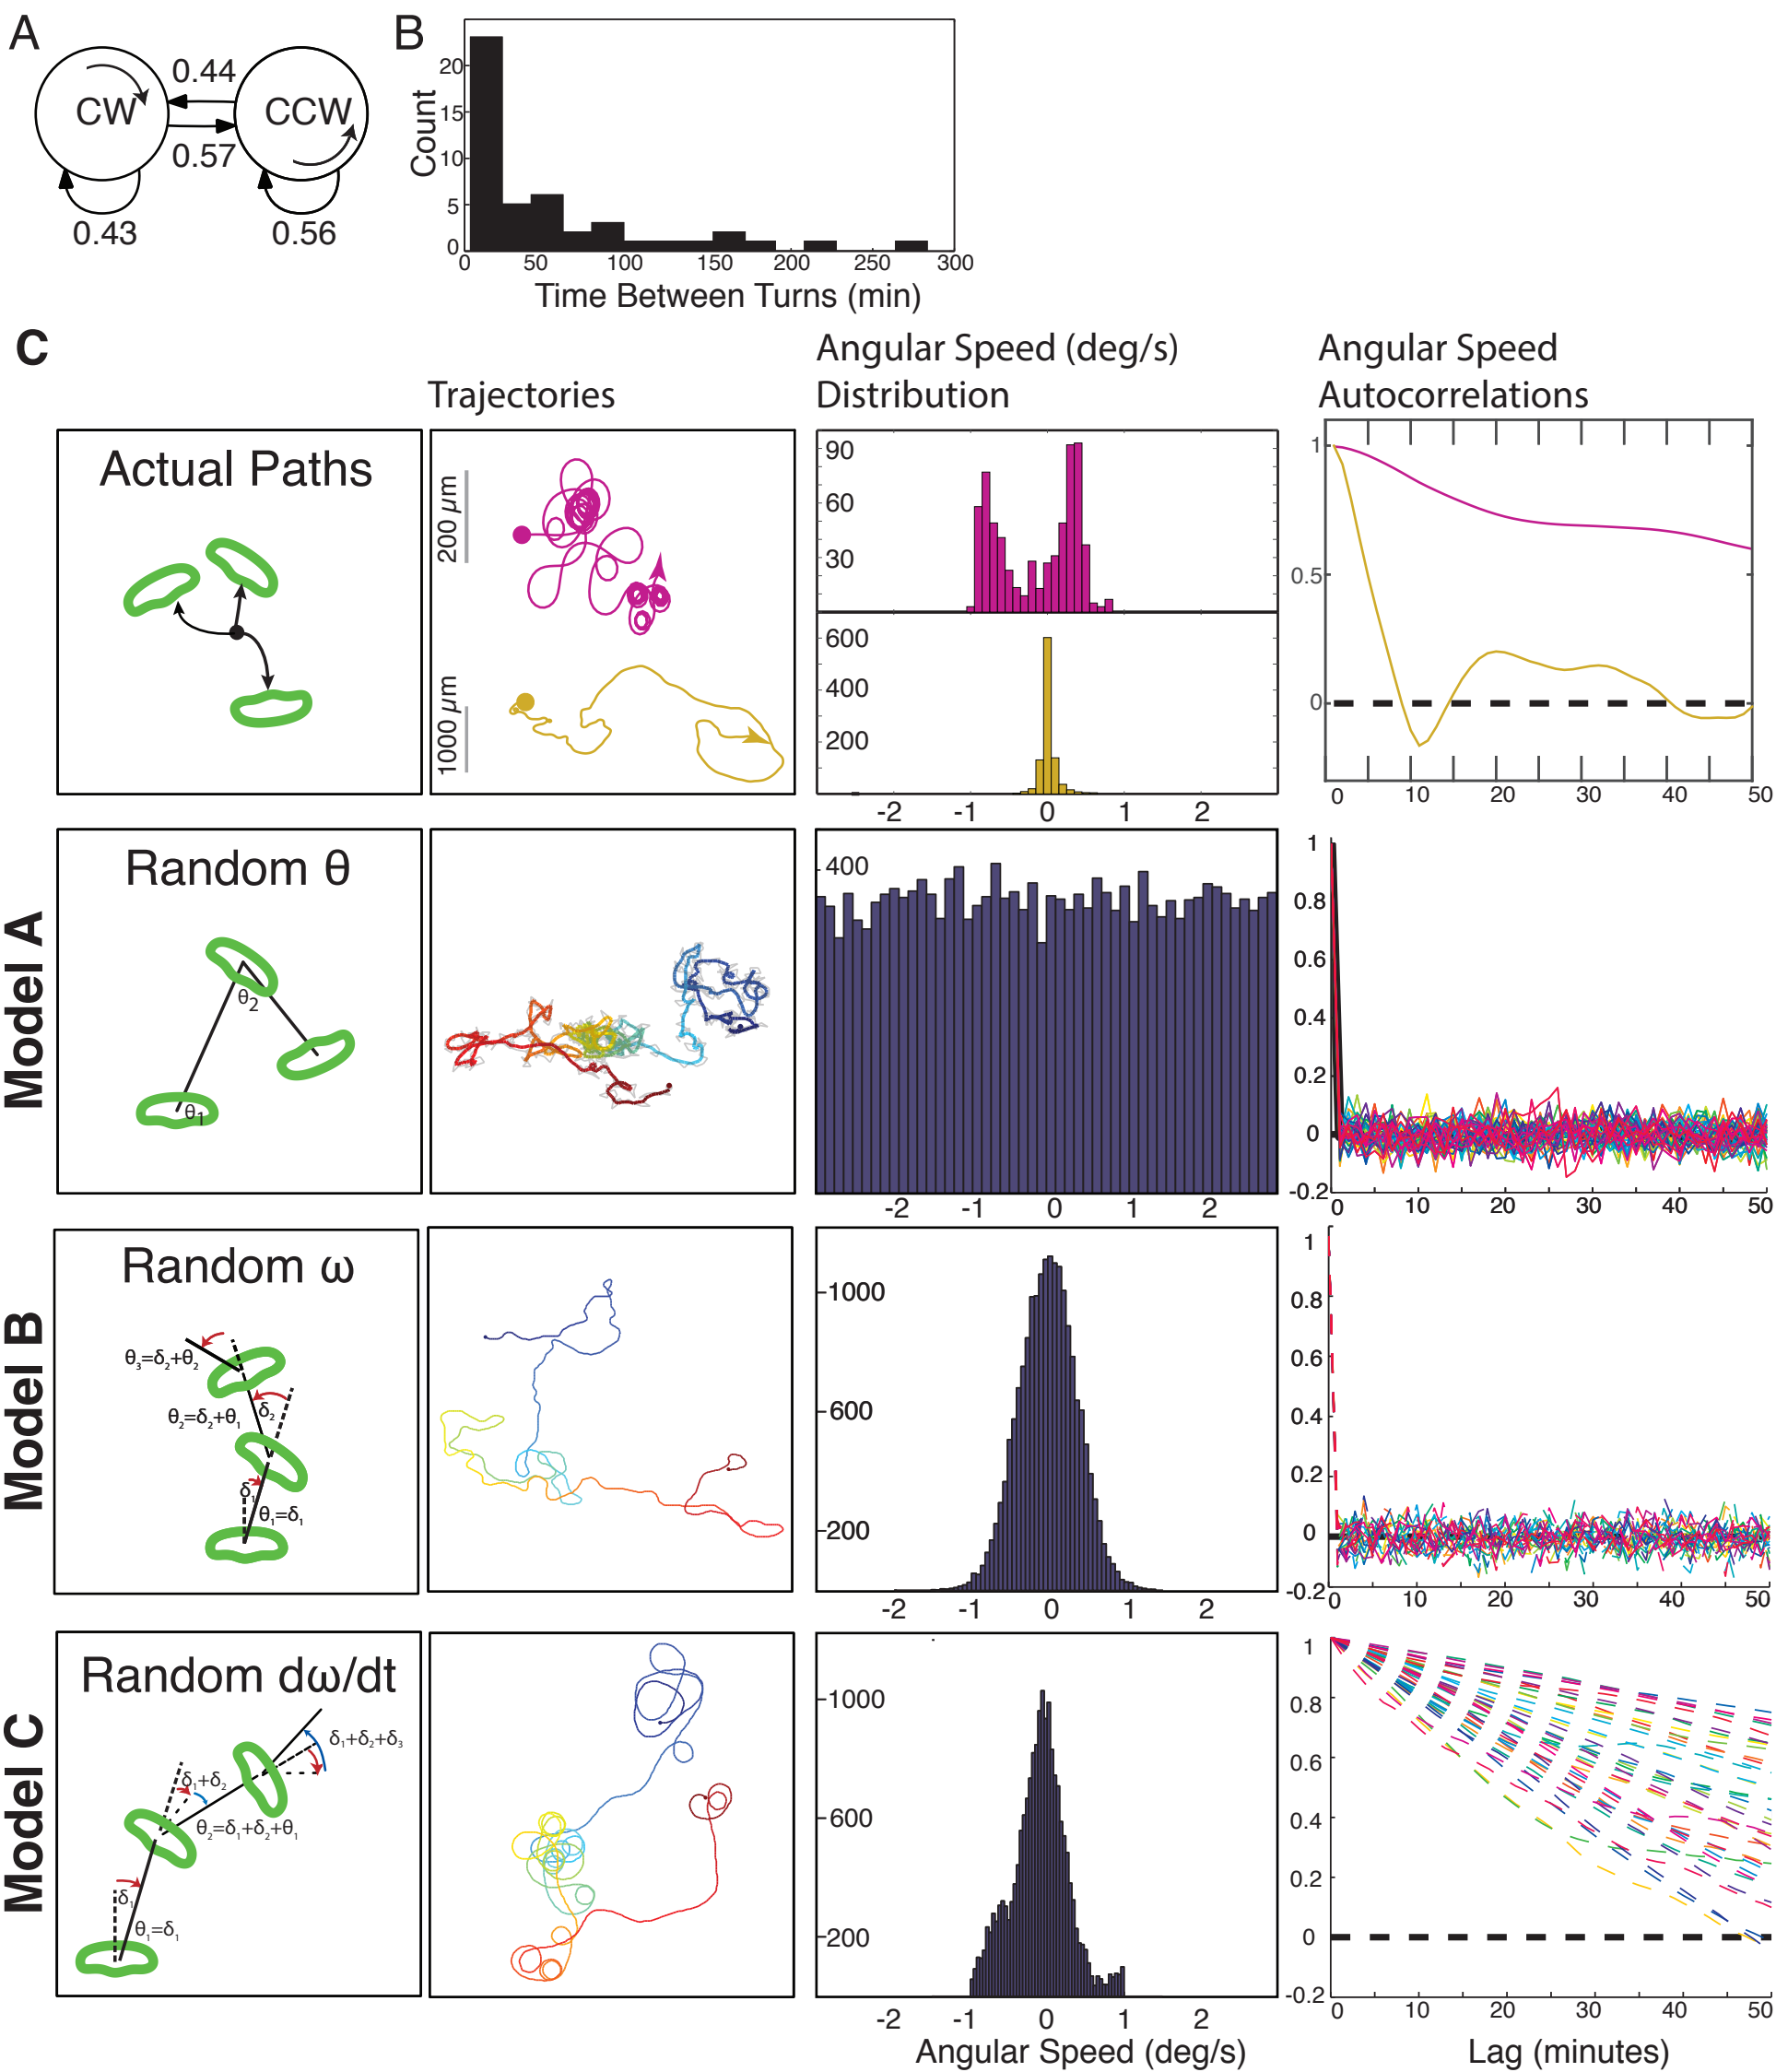 A
CW
CCW
0.44
0.57
0.43
0.56
B
Count
20
15
10
5
0
0 50 100 150 200 250 300
Time Between Turns (min)
C
Trajectories
Angular Speed (deg/s)
Distribution
Angular Speed
Autocorrelations
Actual Paths
200 µm
1000 µm
90
60
30
600
400
200
-2 -1 0 1 2
1
0.5
0
0 10 20 30 40 50
Model A
Random θ
θ2
θ1
400
-2 -1 0 1 2
1
0.8
0.6
0.4
0.2
0
-0.2
0 10 20 30 40 50
Model B
Random ω
θ3=δ2+θ2
θ2=δ2+θ1
δ2
δ1
θ1=δ1
1000
600
200
-2 -1 0 1 2
1
0.8
0.6
0.4
0.2
0
-0.2
0 10 20 30 40 50
Model C
Random dω/dt
δ1+δ2+δ3
δ1+δ2
θ2=δ1+δ2+θ1
δ1
θ1=δ1
1000
600
200
-2 -1 0 1 2
Angular Speed (deg/s)
1
0.8
0.6
0.4
0.2
0
-0.2
0 10 20 30 40 50
Lag (minutes)